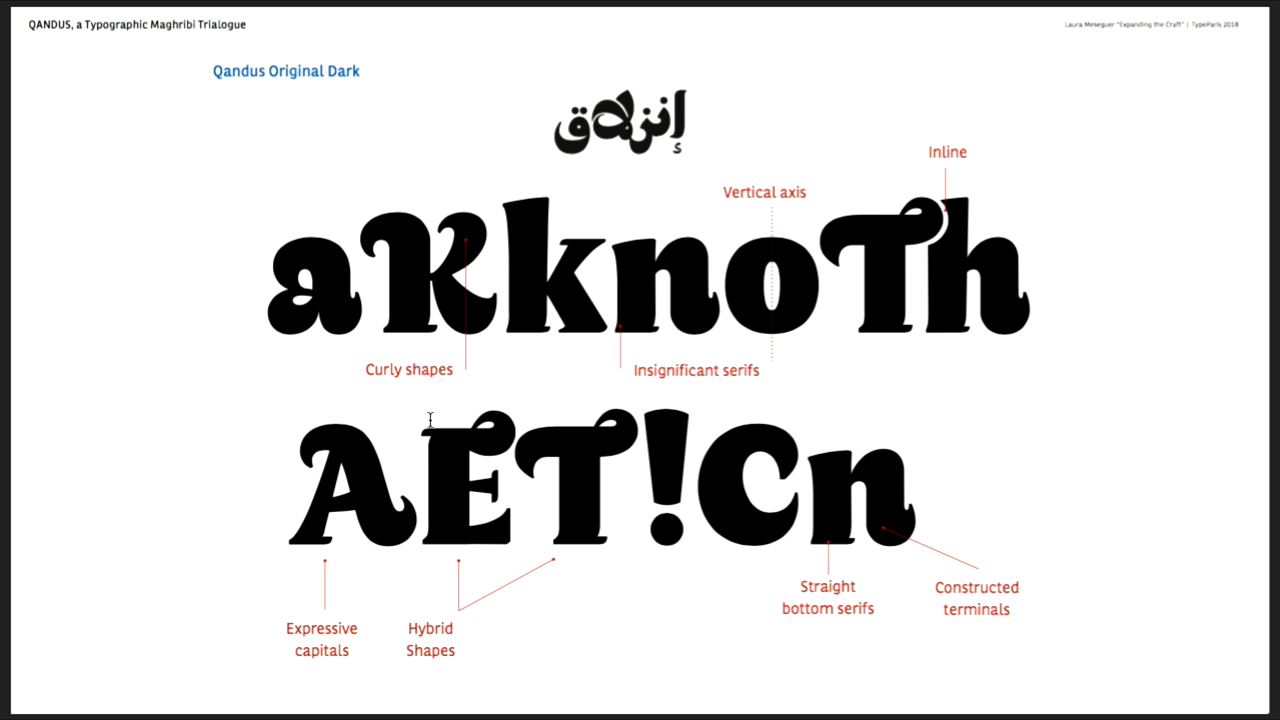 QANDUS, a Typographic Maghribi Trialogue
Laura Meseguer "Expanding the Craft" | TypeParis 2018
Qandus Original Dark
إنزلاق
Inline
Vertical axis
aKknoTh
Curly shapes
Insignificant serifs
AET!Cn
Straight
bottom serifs
Constructed
terminals
Expressive
capitals
Hybrid
Shapes